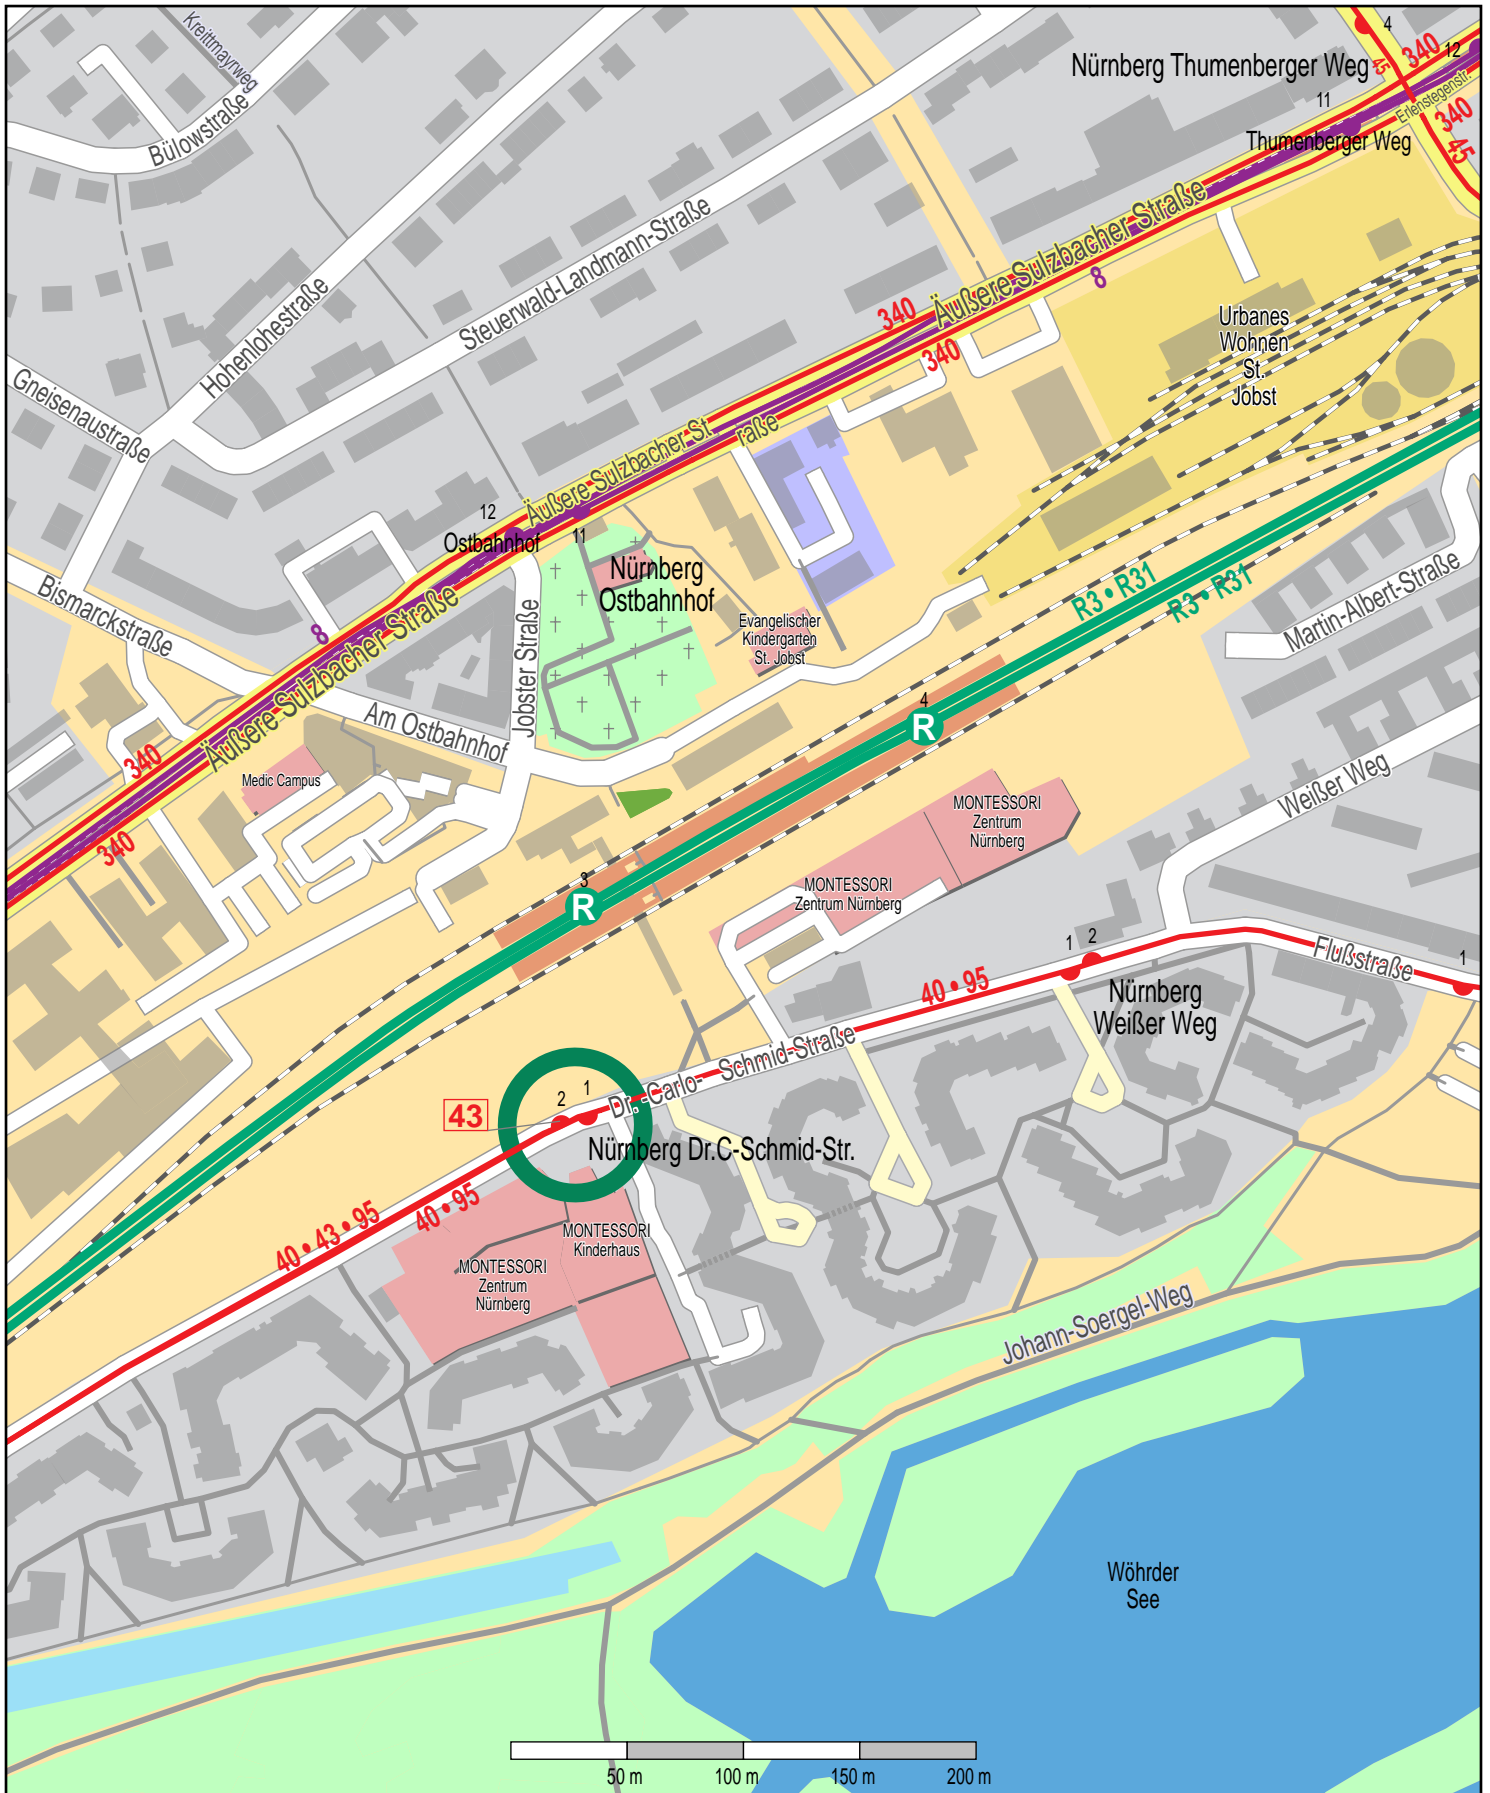 Kreittmayrweg
Bülowstraße
4
340
12
45
Nürnberg Thumenberger Weg
11
Erlenstegenstr.
340
Thumenberger Weg
45
Steuerwald-Landmann-Straße
Hohenlohestraße
Äußere Sulzbacher Straße
8
340
340
Urbanes
Wohnen
St.
Jobst
Gneisenaustraße
Äußere Sulzbacher St
raße
12
Ostbahnhof
11
Nürnberg
Ostbahnhof
Bismarckstraße
8
Jobster Straße
Evangelischer
Kindergarten
St. Jobst
R3 • R31
R3 • R31
Martin-Albert-Straße
Äußere Sulzbacher Straße
Am Ostbahnhof
340
Medic Campus
340
4
R
Weißer Weg
MONTESSORI
Zentrum
Nürnberg
3
R
MONTESSORI
Zentrum Nürnberg
1
2
Flußstraße
1
40 • 95
Nürnberg
Weißer Weg
Dr.-Carlo-
Schmid-Straße
43
2
1
Nürnberg Dr.C-Schmid-Str.
40 • 43 • 95
40 • 95
MONTESSORI
Kinderhaus
MONTESSORI
Zentrum
Nürnberg
Johann-Soergel-Weg
Wöhrder
See
50 m
100 m
150 m
200 m